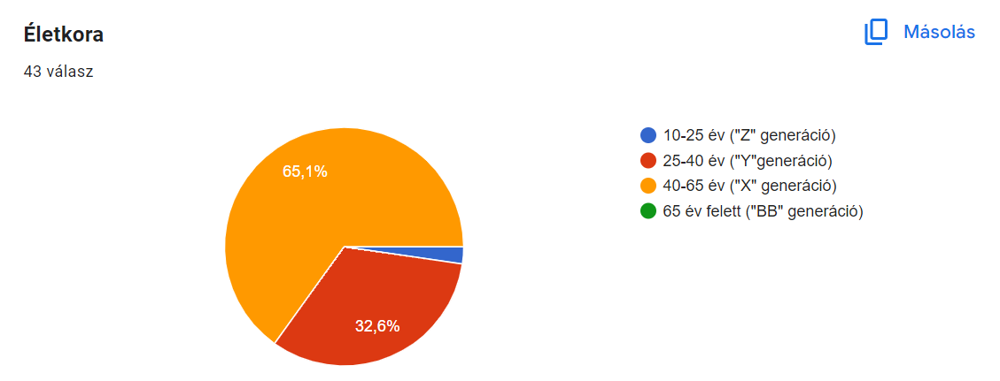 Életkora
Másolás
43 válasz
65,1%
32,6%
10-25 év ("Z" generáció)
25-40 év ("Y"generáció)
40-65 év ("X" generáció)
65 év felett ("BB" generáció)